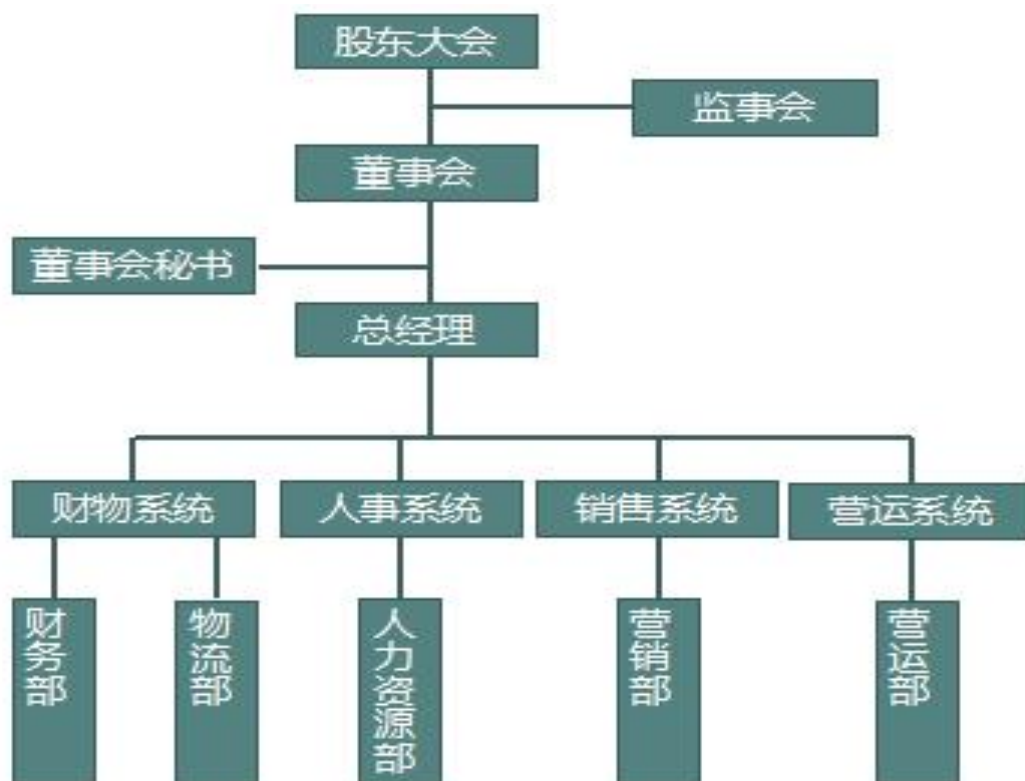 股东大会
监事会
董事会
董事会秘书
总经理
财物系统
人事系统
销售系统
营运系统
财务部
物流部
人力资源部
营销部
营运部